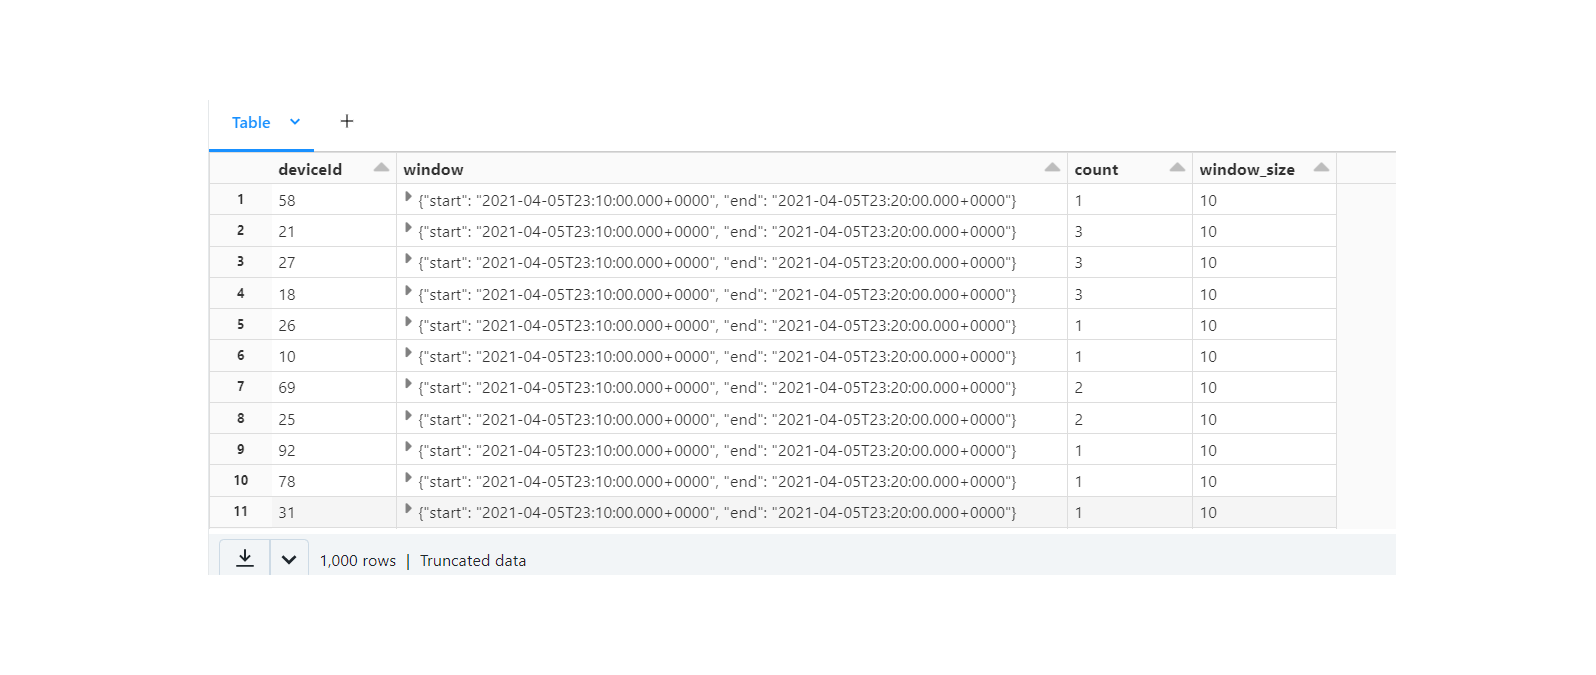 Table +
deviceId window count window_size
1 58 {"start": "2021-04-05T23:10:00.000+0000", "end": "2021-04-05T23:20:00.000+0000"} 1 10
2 21 {"start": "2021-04-05T23:10:00.000+0000", "end": "2021-04-05T23:20:00.000+0000"} 3 10
3 27 {"start": "2021-04-05T23:10:00.000+0000", "end": "2021-04-05T23:20:00.000+0000"} 3 10
4 18 {"start": "2021-04-05T23:10:00.000+0000", "end": "2021-04-05T23:20:00.000+0000"} 3 10
5 26 {"start": "2021-04-05T23:10:00.000+0000", "end": "2021-04-05T23:20:00.000+0000"} 1 10
6 10 {"start": "2021-04-05T23:10:00.000+0000", "end": "2021-04-05T23:20:00.000+0000"} 1 10
7 69 {"start": "2021-04-05T23:10:00.000+0000", "end": "2021-04-05T23:20:00.000+0000"} 2 10
8 25 {"start": "2021-04-05T23:10:00.000+0000", "end": "2021-04-05T23:20:00.000+0000"} 2 10
9 92 {"start": "2021-04-05T23:10:00.000+0000", "end": "2021-04-05T23:20:00.000+0000"} 1 10
10 78 {"start": "2021-04-05T23:10:00.000+0000", "end": "2021-04-05T23:20:00.000+0000"} 1 10
11 31 {"start": "2021-04-05T23:10:00.000+0000", "end": "2021-04-05T23:20:00.000+0000"} 1 10
1,000 rows | Truncated data